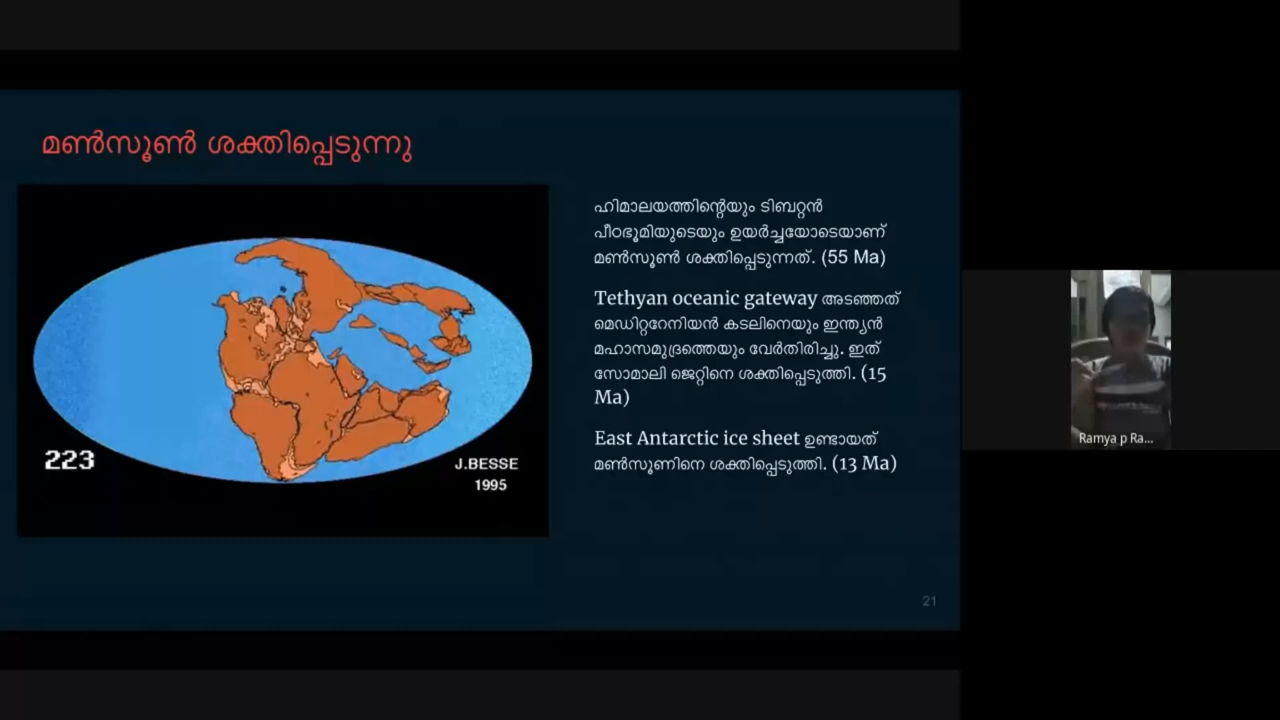 മൺസൂൺ ശക്തിപ്പെടുന്നു
ഹിമാലയത്തിന്റെയും ടിബറ്റൻ
പീഠഭൂമിയുടെയും ഉയർച്ചയോടെയാണ്
മൺസൂൺ ശക്തിപ്പെടുന്നത്. (55 Ma)
Tethyan oceanic gateway അടഞ്ഞത്
മെഡിറ്ററേനിയൻ കടലിനെയും ഇന്ത്യൻ
മഹാസമുദ്രത്തെയും വേർതിരിച്ചു. ഇത്
സോമാലി ജെറ്റിനെ ശക്തിപ്പെടുത്തി. (15
Ma)
East Antarctic ice sheet ഉണ്ടായത്
മൺസൂണിനെ ശക്തിപ്പെടുത്തി. (13 Ma)
223
J.BESSE
1995
21
Ramya p Ra...